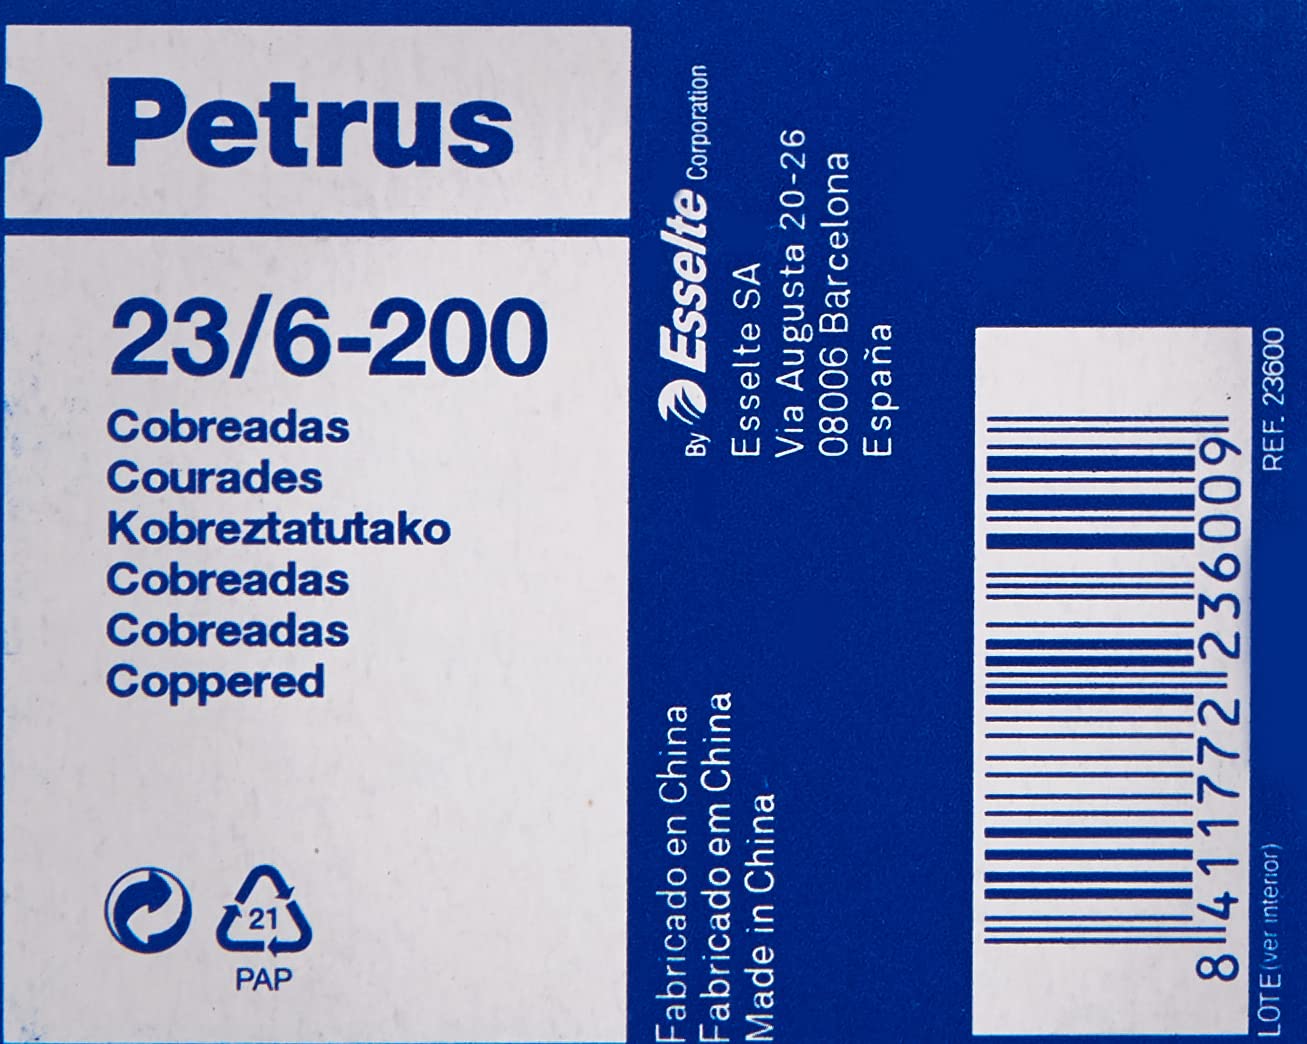 Petrus
23/6-200
Cobreadas
Courades
Kobreztatutako
Cobreadas
Cobreadas
Coppered
21
PAP
By Esselte Corporation
Esselte SA
Via Augusta 20-26
08006 Barcelona
España
Fabricado en China
Fabricado em China
Made in China
8 411772 236009
REF. 23600
LOTE (ver interior)